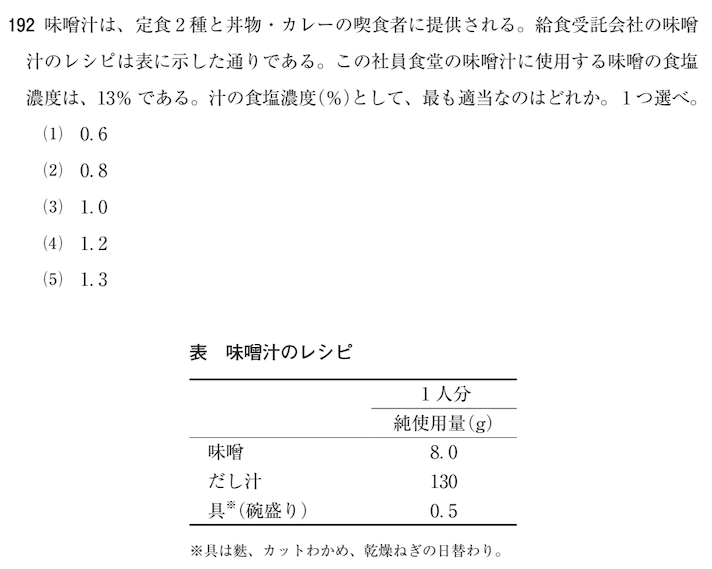 192 味噌汁は、定食2種と丼物・カレーの喫食者に提供される。給食受託会社の味噌
汁のレシピは表に示した通りである。この社員食堂の味噌汁に使用する味噌の食塩
濃度は、13% である。汁の食塩濃度(%)として、最も適当なのはどれか。1つ選べ。
(1) 0.6
(2) 0.8
(3) 1.0
(4) 1.2
(5) 1.3
表 味噌汁のレシピ
1人分
純使用量(g)
味噌 8.0
だし汁 130
具※(碗盛り) 0.5
※具は麩、カットわかめ、乾燥ねぎの日替わり。